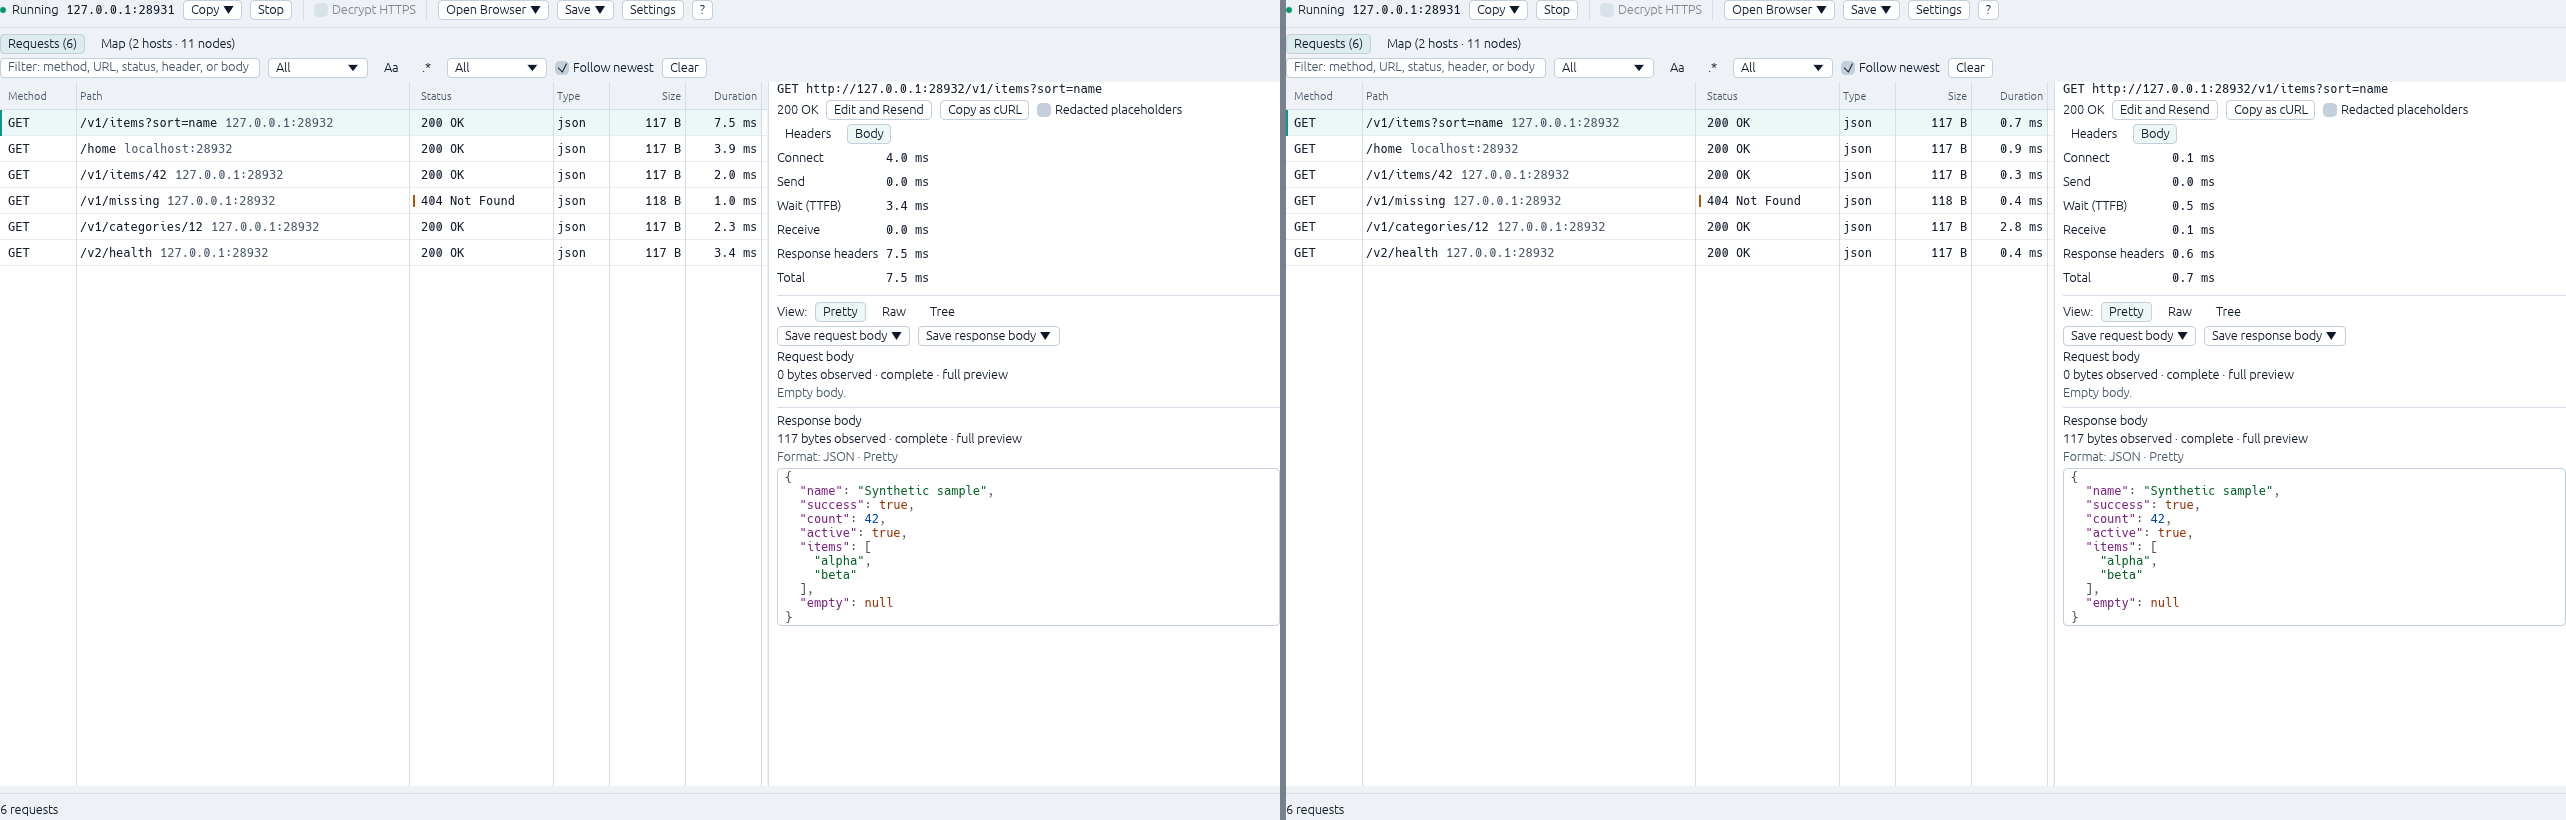 Running 127.0.0.1:28931 Copy ▼ Stop Decrypt HTTPS Open Browser ▼ Save ▼ Settings ?
Requests (6) Map (2 hosts · 11 nodes)
Filter: method, URL, status, header, or body All ▼ Aa .* All ▼ Follow newest Clear
Method Path Status Type Size Duration
GET /v1/items?sort=name 127.0.0.1:28932 200 OK json 117 B 7.5 ms
GET /home localhost:28932 200 OK json 117 B 3.9 ms
GET /v1/items/42 127.0.0.1:28932 200 OK json 117 B 2.0 ms
GET /v1/missing 127.0.0.1:28932 404 Not Found json 118 B 1.0 ms
GET /v1/categories/12 127.0.0.1:28932 200 OK json 117 B 2.3 ms
GET /v2/health 127.0.0.1:28932 200 OK json 117 B 3.4 ms
GET http://127.0.0.1:28932/v1/items?sort=name
200 OK Edit and Resend Copy as cURL Redacted placeholders
Headers Body
Connect 4.0 ms
Send 0.0 ms
Wait (TTFB) 3.4 ms
Receive 0.0 ms
Response headers 7.5 ms
Total 7.5 ms
View: Pretty Raw Tree
Save request body ▼ Save response body ▼
Request body
0 bytes observed · complete · full preview
Empty body.
Response body
117 bytes observed · complete · full preview
Format: JSON · Pretty
{
"name": "Synthetic sample",
"success": true,
"count": 42,
"active": true,
"items": [
"alpha",
"beta"
],
"empty": null
}
6 requests
Running 127.0.0.1:28931 Copy ▼ Stop Decrypt HTTPS Open Browser ▼ Save ▼ Settings ?
Requests (6) Map (2 hosts · 11 nodes)
Filter: method, URL, status, header, or body All ▼ Aa .* All ▼ Follow newest Clear
Method Path Status Type Size Duration
GET /v1/items?sort=name 127.0.0.1:28932 200 OK json 117 B 0.7 ms
GET /home localhost:28932 200 OK json 117 B 0.9 ms
GET /v1/items/42 127.0.0.1:28932 200 OK json 117 B 0.3 ms
GET /v1/missing 127.0.0.1:28932 404 Not Found json 118 B 0.4 ms
GET /v1/categories/12 127.0.0.1:28932 200 OK json 117 B 2.8 ms
GET /v2/health 127.0.0.1:28932 200 OK json 117 B 0.4 ms
GET http://127.0.0.1:28932/v1/items?sort=name
200 OK Edit and Resend Copy as cURL Redacted placeholders
Headers Body
Connect 0.1 ms
Send 0.0 ms
Wait (TTFB) 0.5 ms
Receive 0.1 ms
Response headers 0.6 ms
Total 0.7 ms
View: Pretty Raw Tree
Save request body ▼ Save response body ▼
Request body
0 bytes observed · complete · full preview
Empty body.
Response body
117 bytes observed · complete · full preview
Format: JSON · Pretty
{
"name": "Synthetic sample",
"success": true,
"count": 42,
"active": true,
"items": [
"alpha",
"beta"
],
"empty": null
}
6 requests